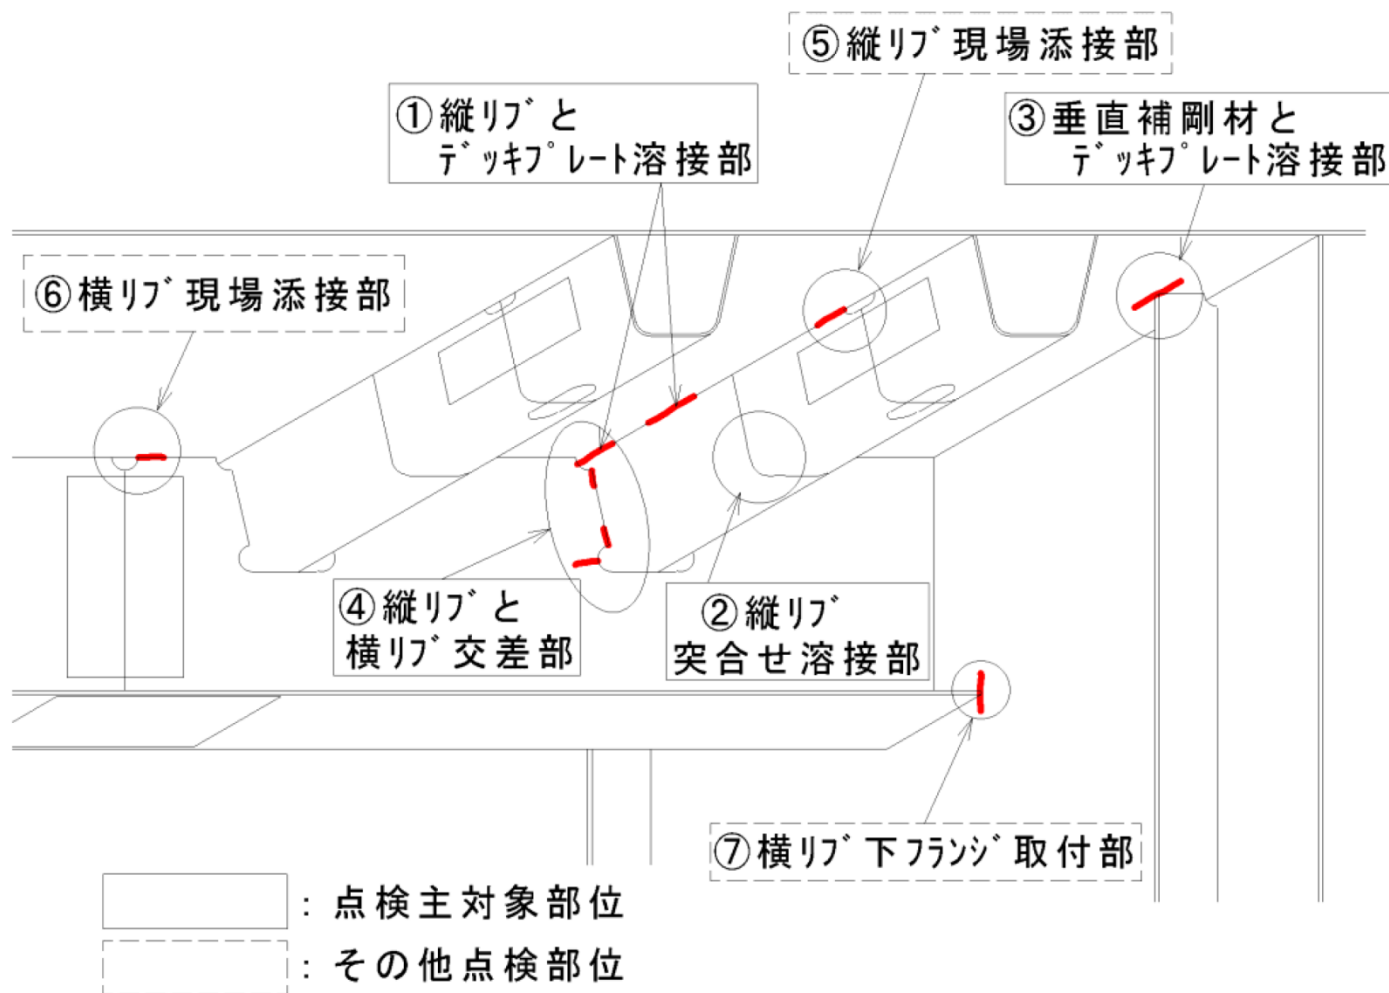 ⑤縦ﾘﾌﾞ現場添接部
①縦ﾘﾌﾞと
ﾃﾞｯｷﾌﾟﾚｰﾄ溶接部
③垂直補剛材と
ﾃﾞｯｷﾌﾟﾚｰﾄ溶接部
⑥横ﾘﾌﾞ現場添接部
④縦ﾘﾌﾞと
横ﾘﾌﾞ交差部
②縦ﾘﾌﾞ
突合せ溶接部
⑦横ﾘﾌﾞ下ﾌﾗﾝｼﾞ取付部
：点検主対象部位
：その他点検部位